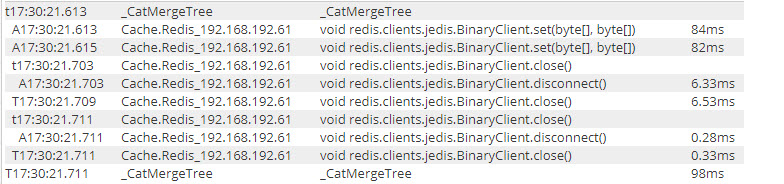 t17:30:21.613 _CatMergeTree _CatMergeTree
A17:30:21.613 Cache.Redis_192.168.192.61 void redis.clients.jedis.BinaryClient.set(byte[], byte[]) 84ms
A17:30:21.615 Cache.Redis_192.168.192.61 void redis.clients.jedis.BinaryClient.set(byte[], byte[]) 82ms
t17:30:21.703 Cache.Redis_192.168.192.61 void redis.clients.jedis.BinaryClient.close()
A17:30:21.703 Cache.Redis_192.168.192.61 void redis.clients.jedis.BinaryClient.disconnect() 6.33ms
T17:30:21.709 Cache.Redis_192.168.192.61 void redis.clients.jedis.BinaryClient.close() 6.53ms
t17:30:21.711 Cache.Redis_192.168.192.61 void redis.clients.jedis.BinaryClient.close()
A17:30:21.711 Cache.Redis_192.168.192.61 void redis.clients.jedis.BinaryClient.disconnect() 0.28ms
T17:30:21.711 Cache.Redis_192.168.192.61 void redis.clients.jedis.BinaryClient.close() 0.33ms
T17:30:21.711 _CatMergeTree _CatMergeTree 98ms